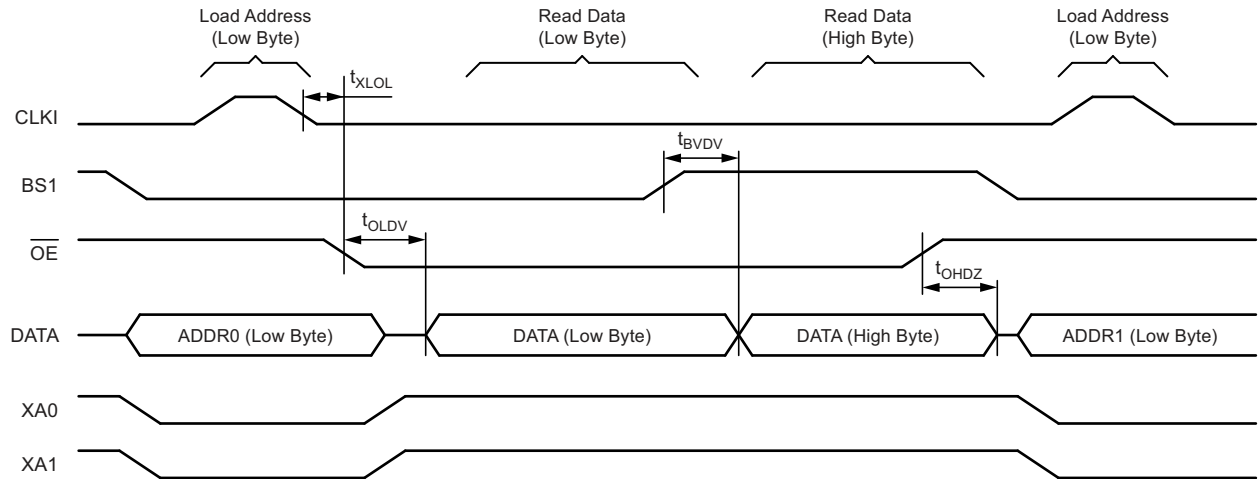 Load Address
(Low Byte)
Read Data
(Low Byte)
Read Data
(High Byte)
Load Address
(Low Byte)
tXLOL
CLKI
tBVDV
BS1
tOLDV
OE
tOHDZ
DATA
ADDR0 (Low Byte)
DATA (Low Byte)
DATA (High Byte)
ADDR1 (Low Byte)
XA0
XA1